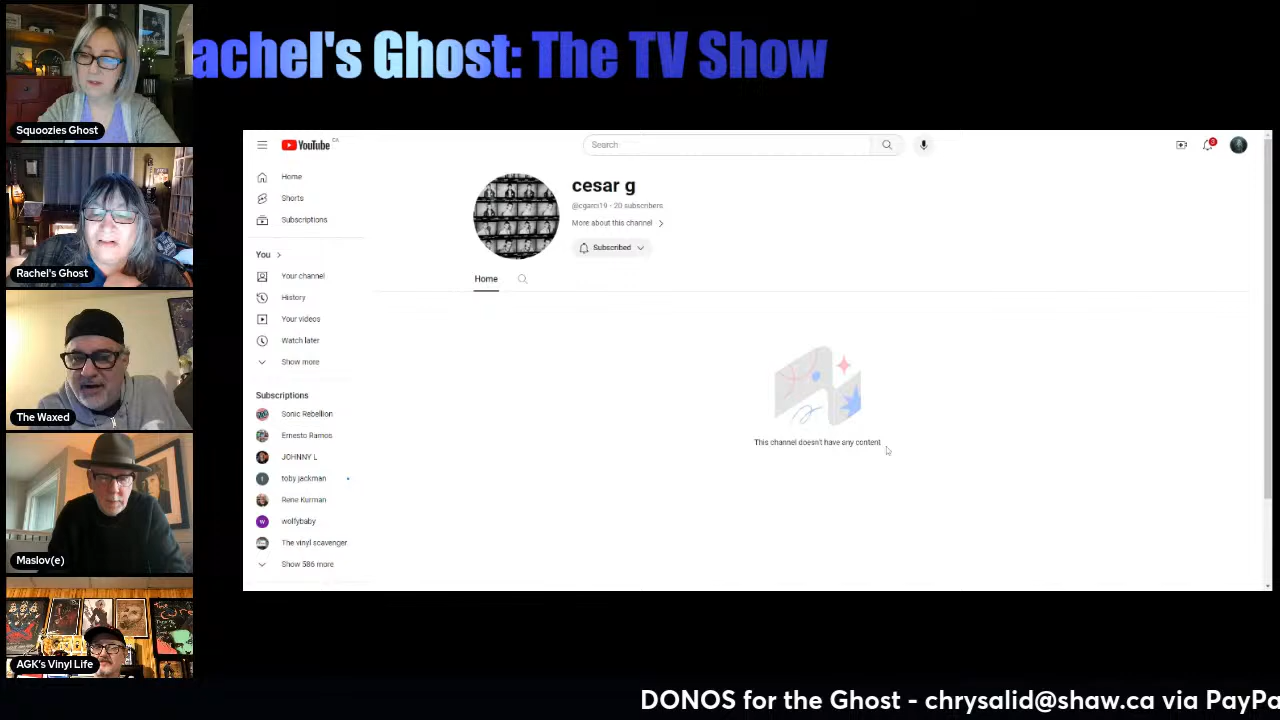 achel's Ghost: The TV Show
Squoozies Ghost
Rachel's Ghost
The Waxed
Maslov(e)
AGK's Vinyl Life
YouTube CA
Search
Home
Shorts
Subscriptions
You
Your channel
History
Your videos
Watch later
Show more
Subscriptions
Sonic Rebellion
Ernesto Ramos
JOHNNY L
toby jackman
Rene Kurman
wolfybaby
The vinyl scavenger
Show 586 more
cesar g
20 subscribers
More about this channel
Subscribed
Home
This channel doesn't have any content
DONOS for the Ghost - chrysalid@shaw.ca via PayPa